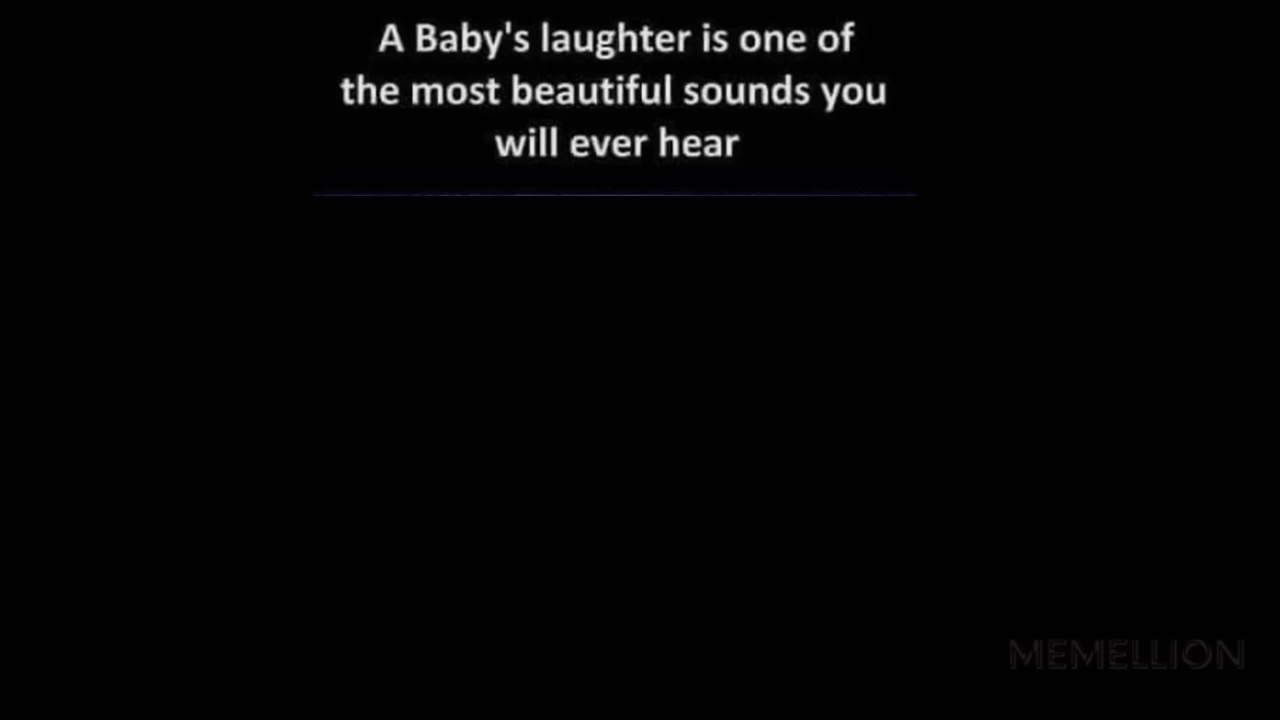 A Baby's laughter is one of
the most beautiful sounds you
will ever hear
MEMELLION